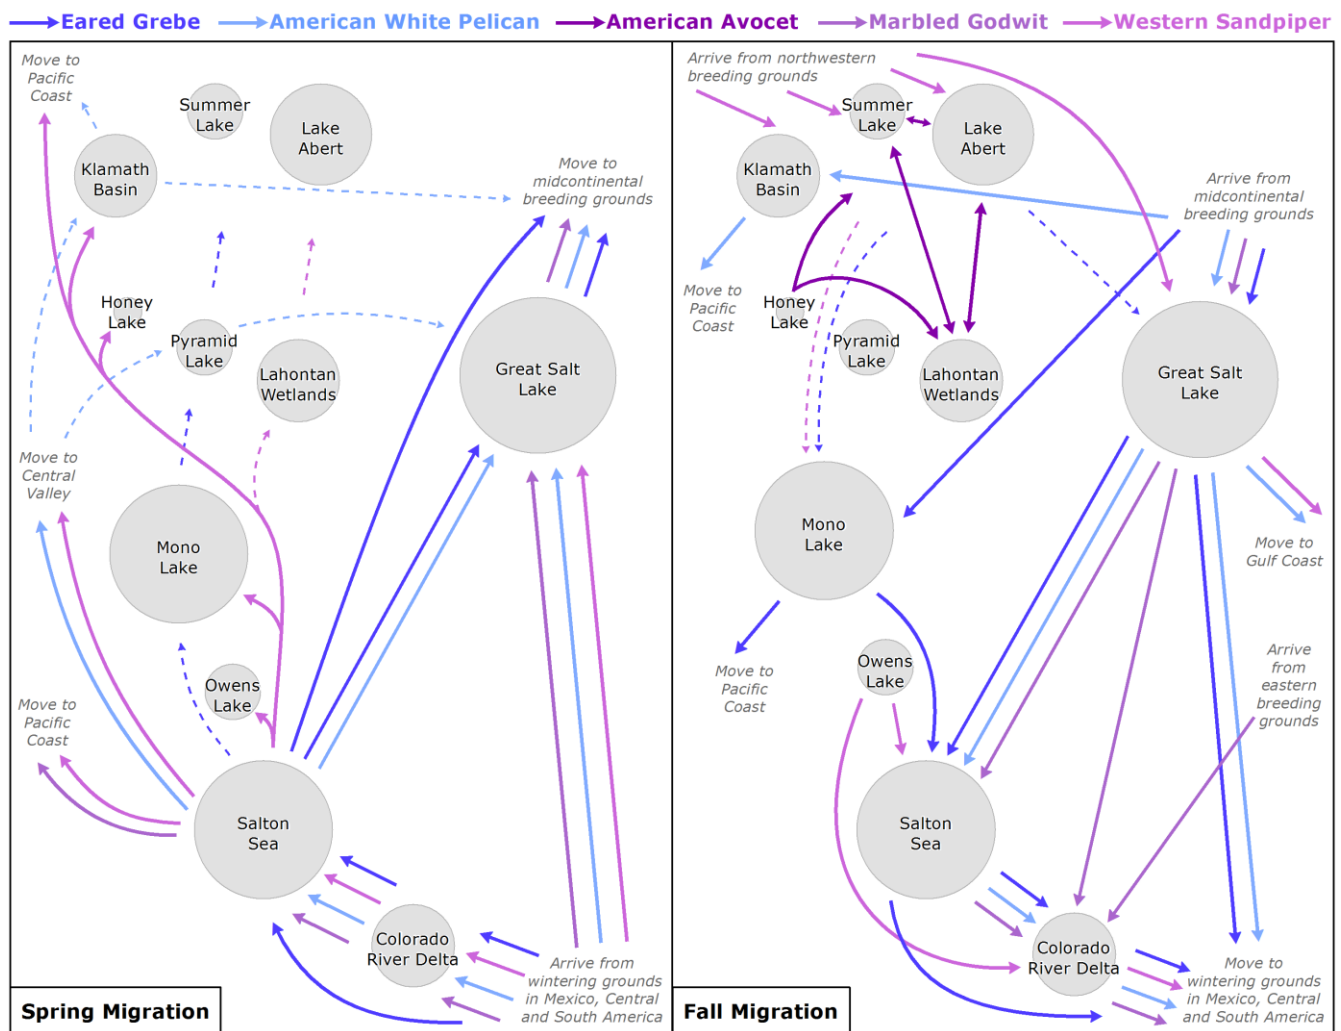 Eared Grebe American White Pelican American Avocet Marbled Godwit Western Sandpiper
Move to
Pacific
Coast
Summer
Lake
Lake
Abert
Klamath
Basin
Move to
midcontinental
breeding grounds
Honey
Lake
Pyramid
Lake
Lahontan
Wetlands
Great Salt
Lake
Move to
Central
Valley
Mono
Lake
Owens
Lake
Move to
Pacific
Coast
Salton
Sea
Colorado
River Delta
Arrive from
wintering grounds
in Mexico, Central
and South America
Spring Migration
Arrive from northwestern
breeding grounds
Summer
Lake
Lake
Abert
Klamath
Basin
Arrive from
midcontinental
breeding grounds
Move to
Pacific
Coast
Honey
Lake
Pyramid
Lake
Lahontan
Wetlands
Great Salt
Lake
Mono
Lake
Move to
Gulf Coast
Owens
Lake
Move to
Pacific
Coast
Arrive
from
eastern
breeding
grounds
Salton
Sea
Colorado
River Delta
Move to
wintering grounds
in Mexico, Central
and South America
Fall Migration